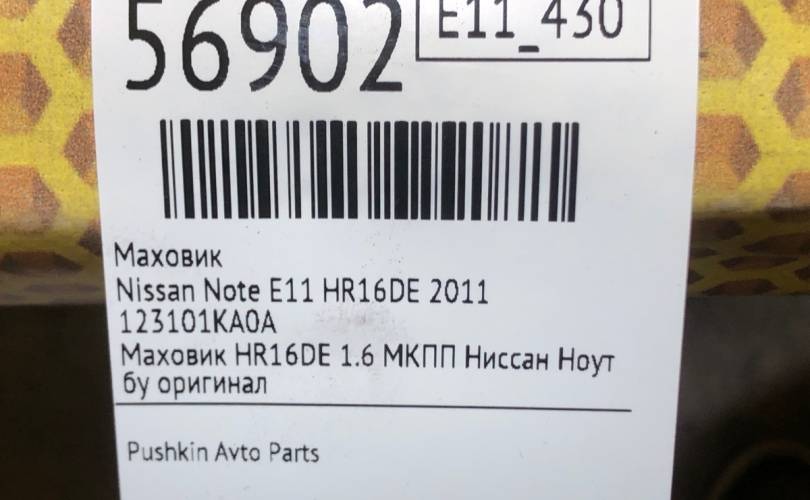 56902
E11_430
Маховик
Nissan Note E11 HR16DE 2011
123101KA0A
Маховик HR16DE 1.6 МКПП Ниссан Ноут
бу оригинал
Pushkin Avto Parts